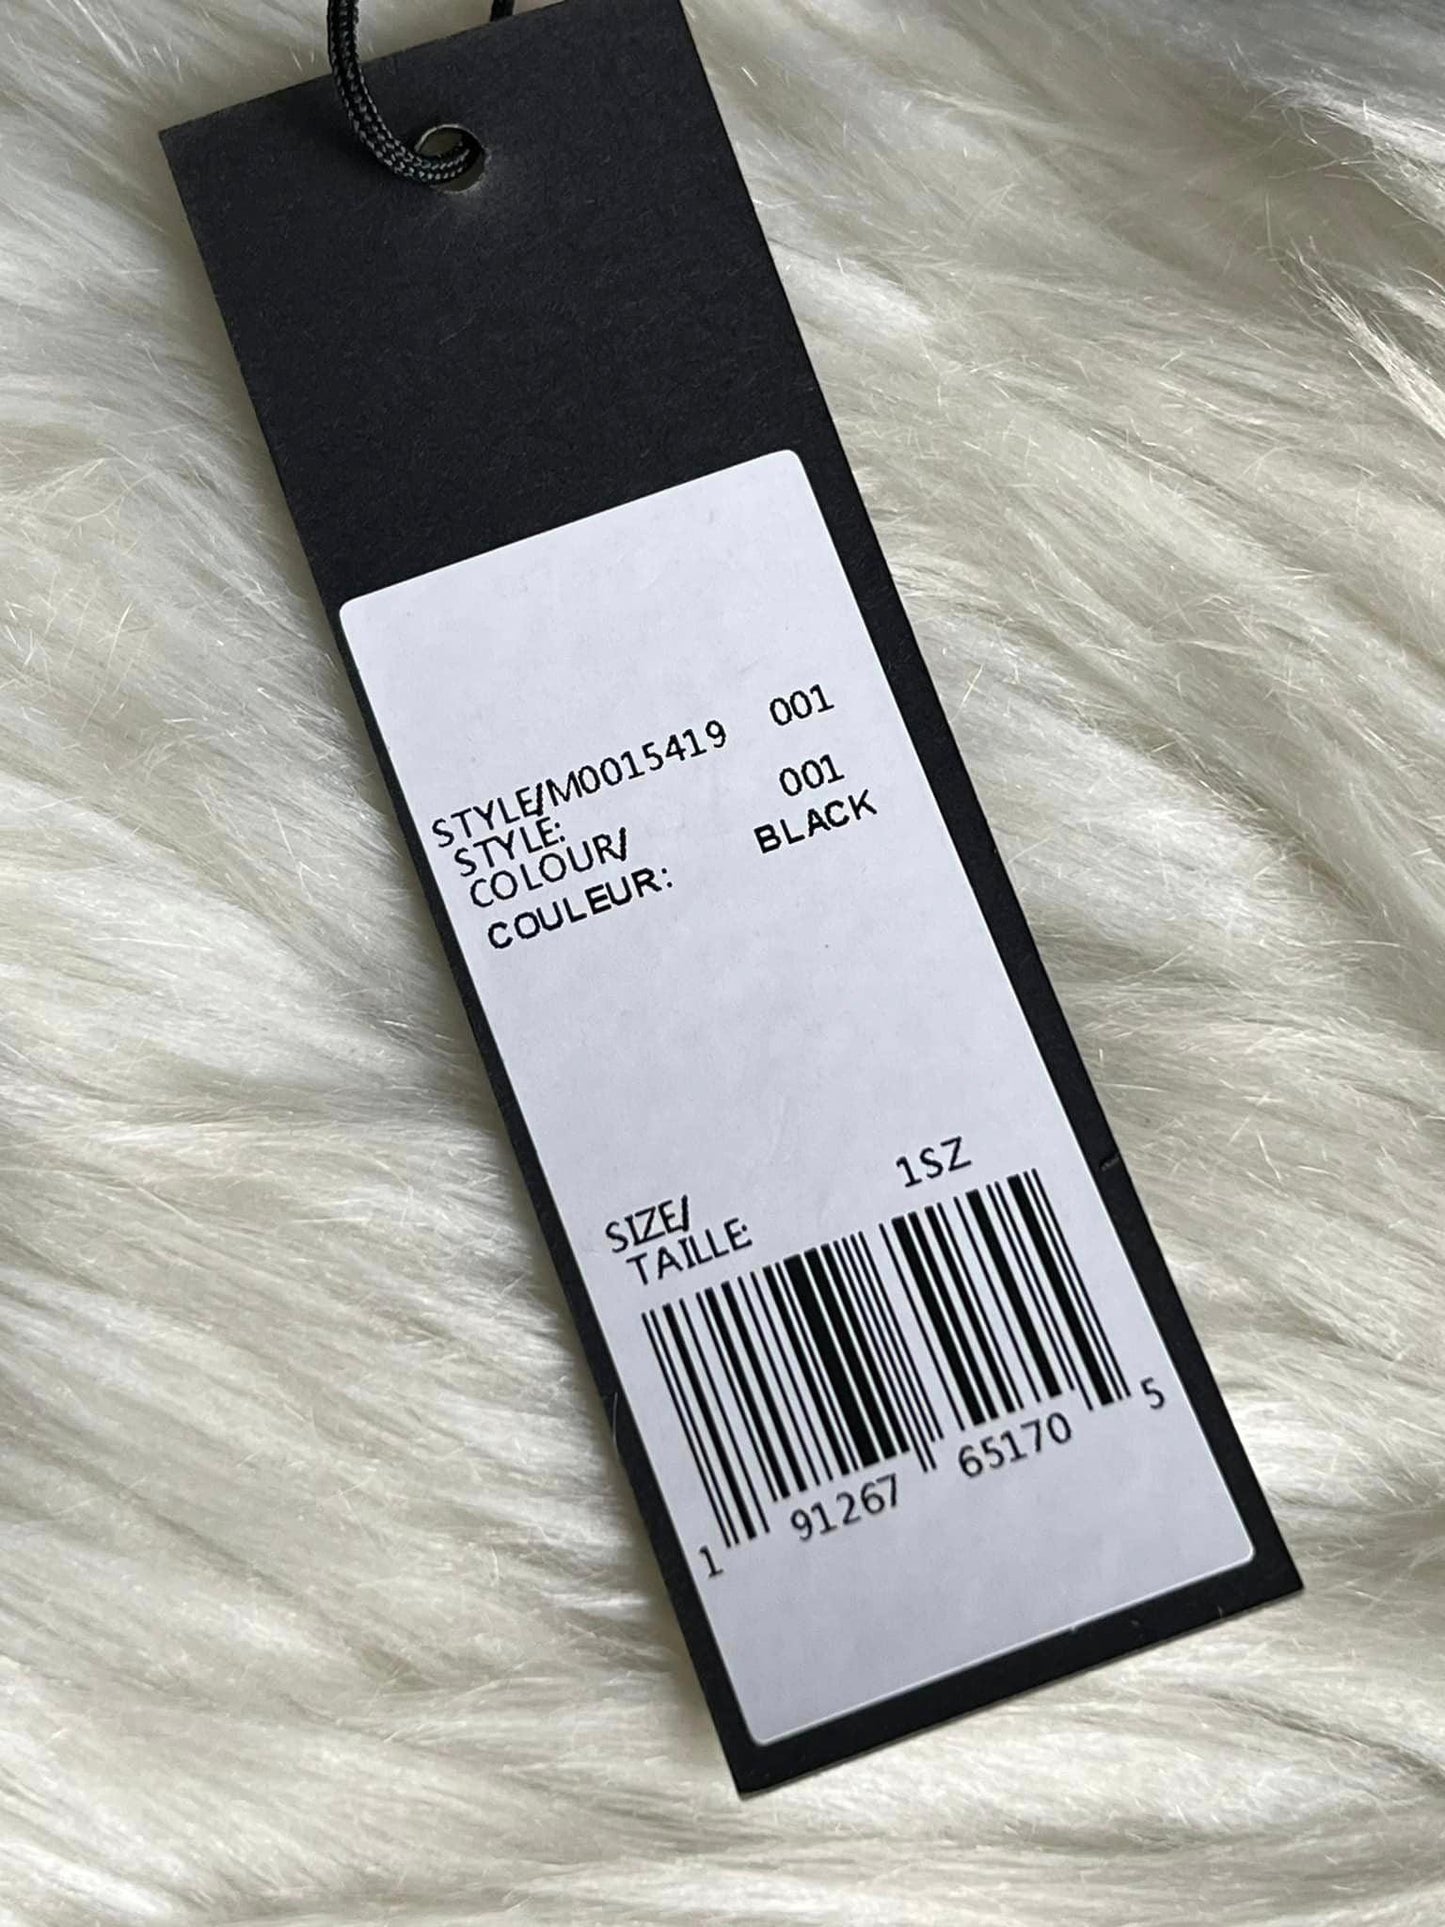 STYLE/M0015419 001
STYLE:
COLOUR/ 001
COULEUR: BLACK
SIZE/ 1SZ
TAILLE:
1 91267 65170 5